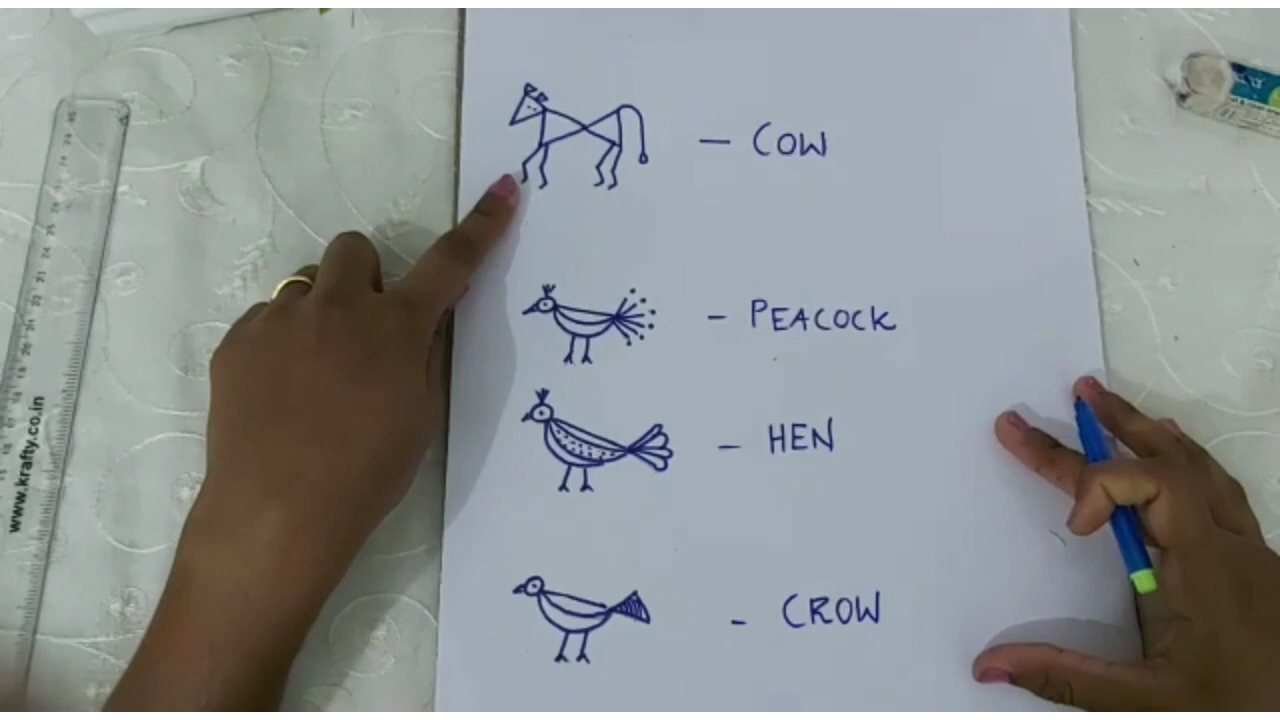 — COW
– PEACOCK
– HEN
– CROW
www.krafty.co.in